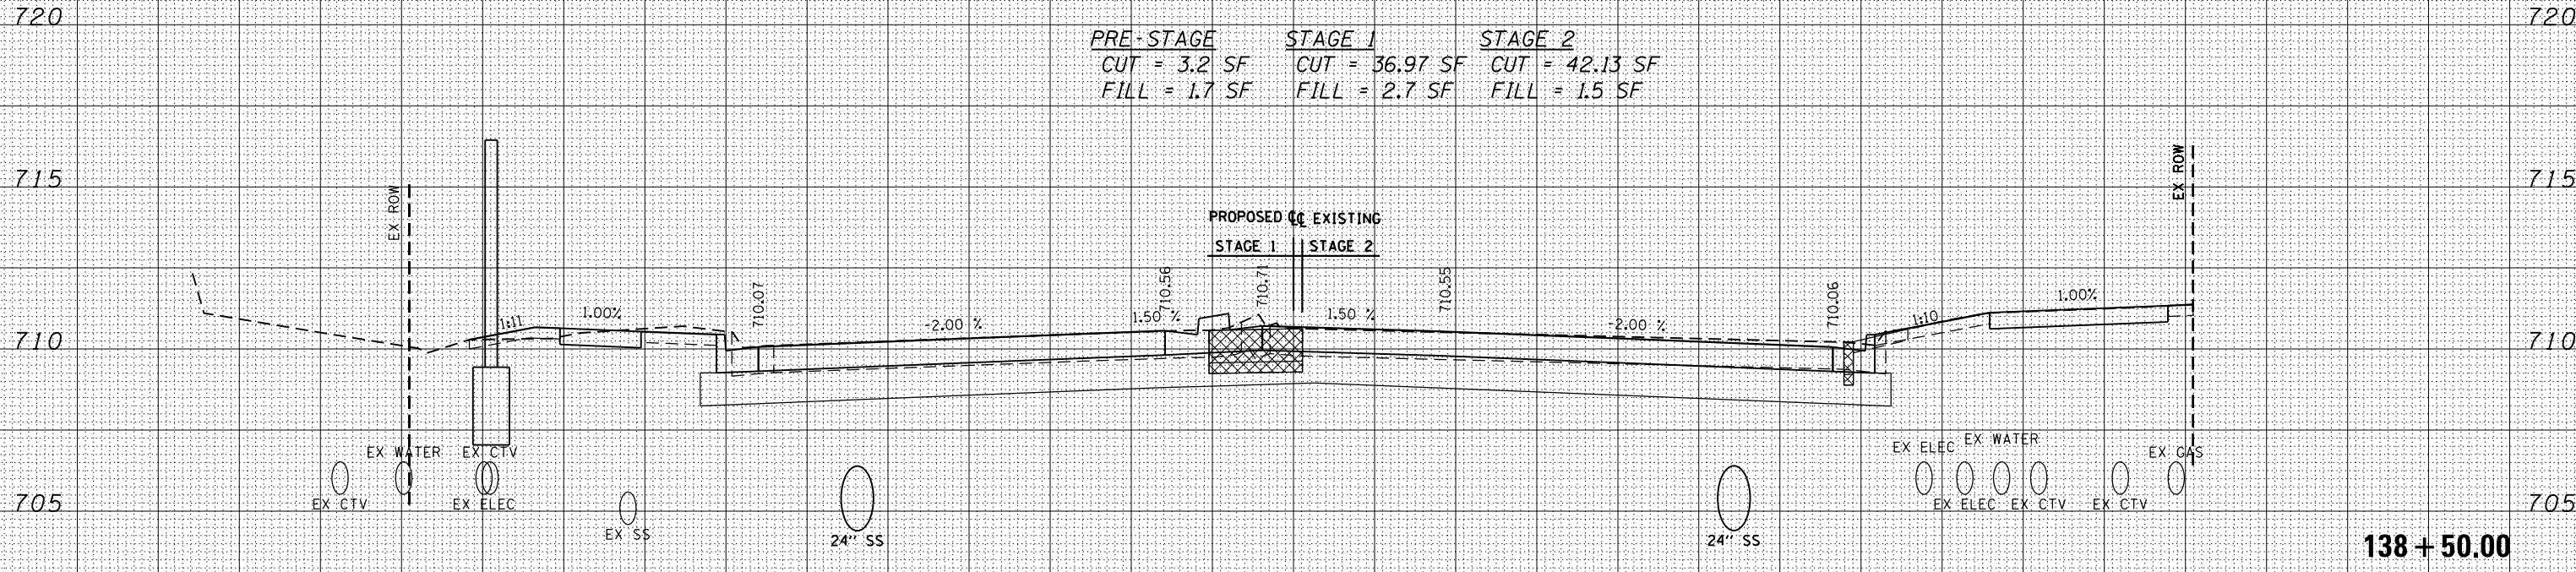 720 720
PRE-STAGE STAGE 1 STAGE 2
CUT = 3.2 SF CUT = 36.97 SF CUT = 42.13 SF
FILL = 1.7 SF FILL = 2.7 SF FILL = 1.5 SF
715 715
EX ROW EX ROW
PROPOSED ℄ ℄ EXISTING
STAGE 1 STAGE 2
710.07 710.56 710.71 710.55 710.06
1:11 1.00% -2.00 % 1.50 % 1.50 % -2.00 % 1:10 1.00%
710 710
EX WATER EX CTV EX ELEC EX WATER EX GAS
EX CTV EX ELEC EX ELEC EX CTV EX CTV
705 705
EX SS 24" SS 24" SS
138 + 50.00